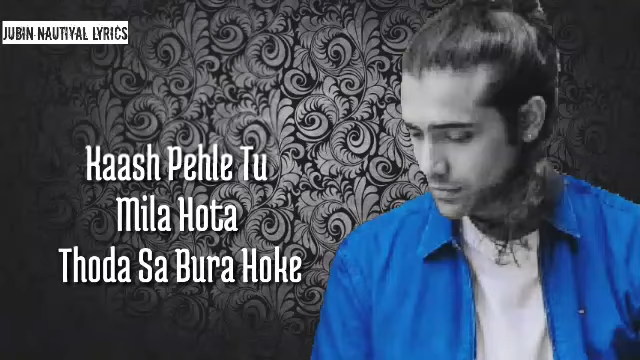 JUBIN NAUTIYAL LYRICS
Kaash Pehle Tu
Mila Hota
Thoda Sa Bura Hoke